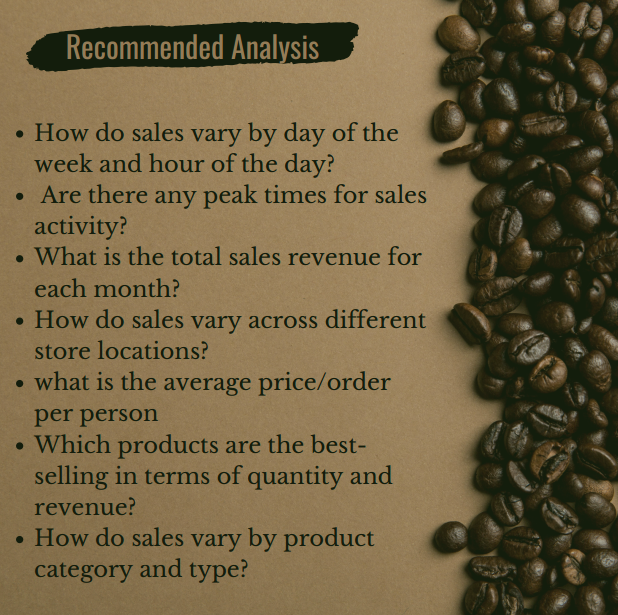 Recommended Analysis
• How do sales vary by day of the
week and hour of the day?
• Are there any peak times for sales
activity?
• What is the total sales revenue for
each month?
• How do sales vary across different
store locations?
• what is the average price/order
per person
• Which products are the best-
selling in terms of quantity and
revenue?
• How do sales vary by product
category and type?